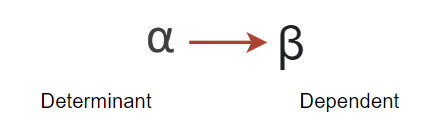 α → β
Determinant Dependent